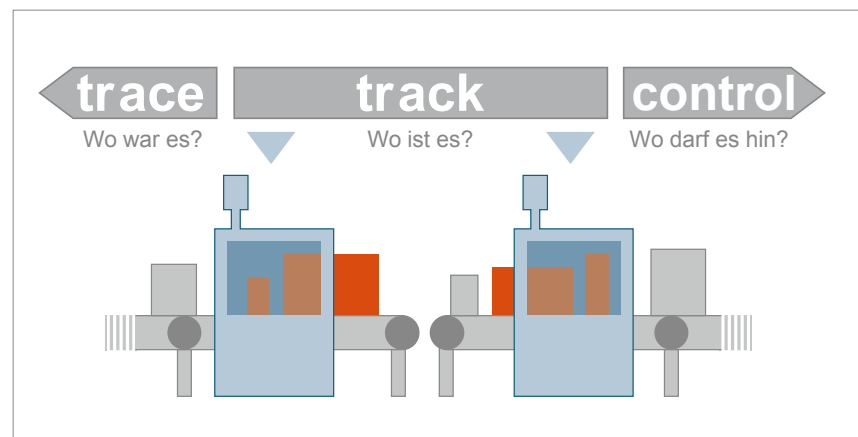 trace track control
Wo war es? Wo ist es? Wo darf es hin?